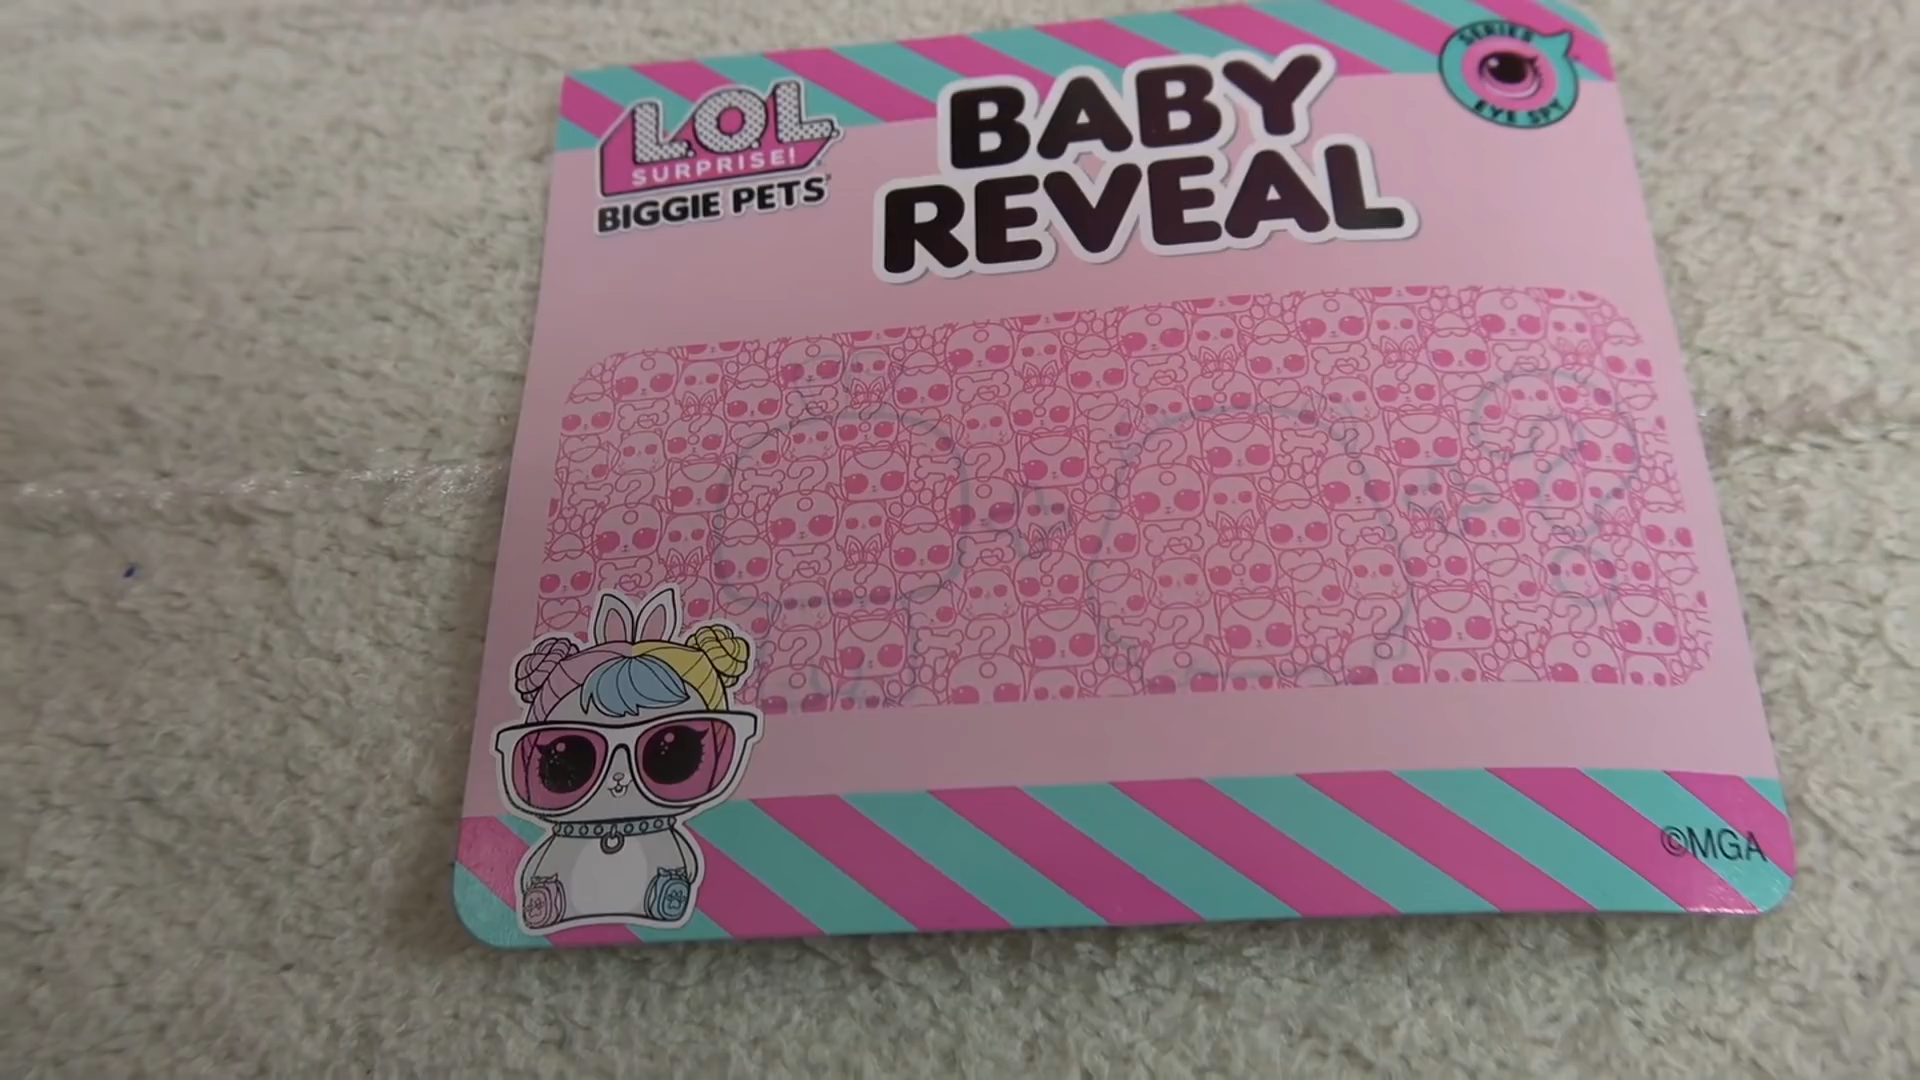 L.O.L.
SURPRISE!
BIGGIE PETS
BABY
REVEAL
SERIES
EYE SPY
©MGA